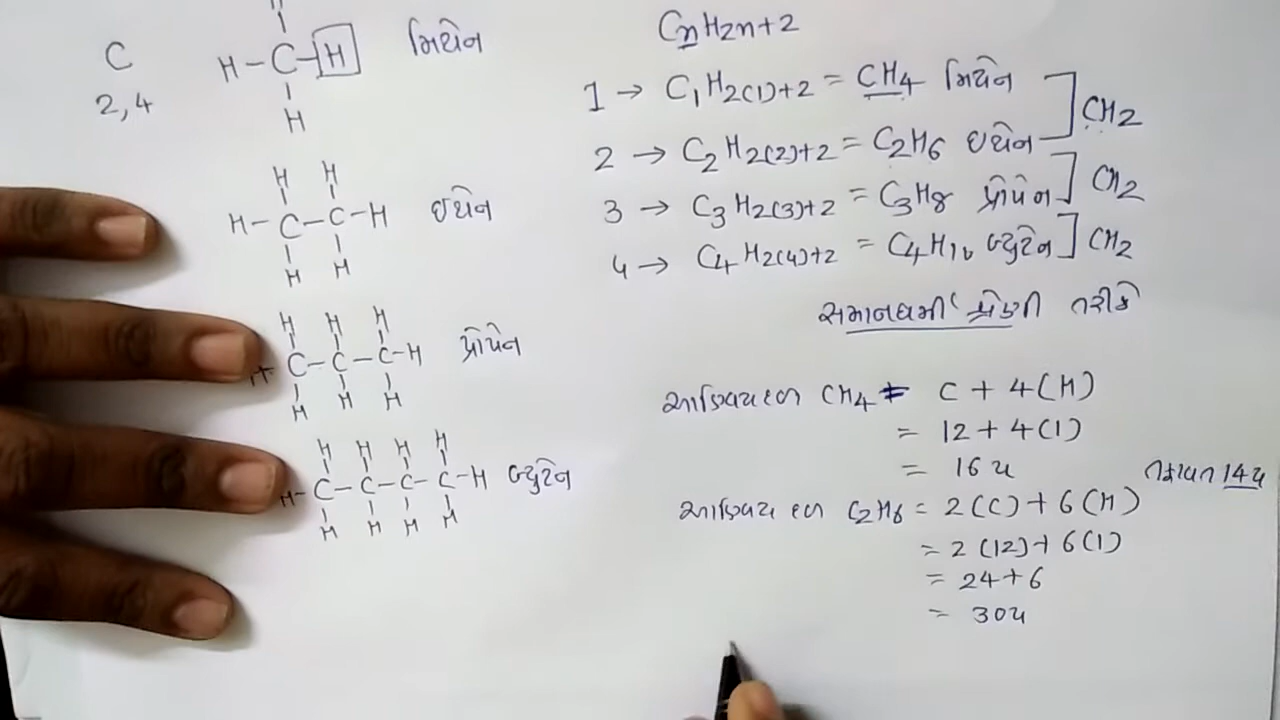 C
2,4
H-C-H મિથેન
H
H H
H-C-C-H ઇથેન
H H
H H H
H-C-C-C-H પ્રોપેન
H H H
H H H H
H-C-C-C-C-H બ્યુટેન
H H H H
CnH2n+2
1 → C1H2(1)+2 = CH4 મિથેન ] CH2
2 → C2H2(2)+2 = C2H6 ઇથેન
3 → C3H2(3)+2 = C3H8 પ્રોપેન ] CH2
4 → C4H2(4)+2 = C4H10 બ્યુટેન ] CH2
સમાનધર્મી શ્રેણી તરીકે
આણ્વિયદળ CH4 = C + 4(H)
= 12 + 4(1)
= 16 u
તફાવત 14u
આણ્વિય દળ C2H6 = 2(C) + 6(H)
= 2(12) + 6(1)
= 24+6
= 30u